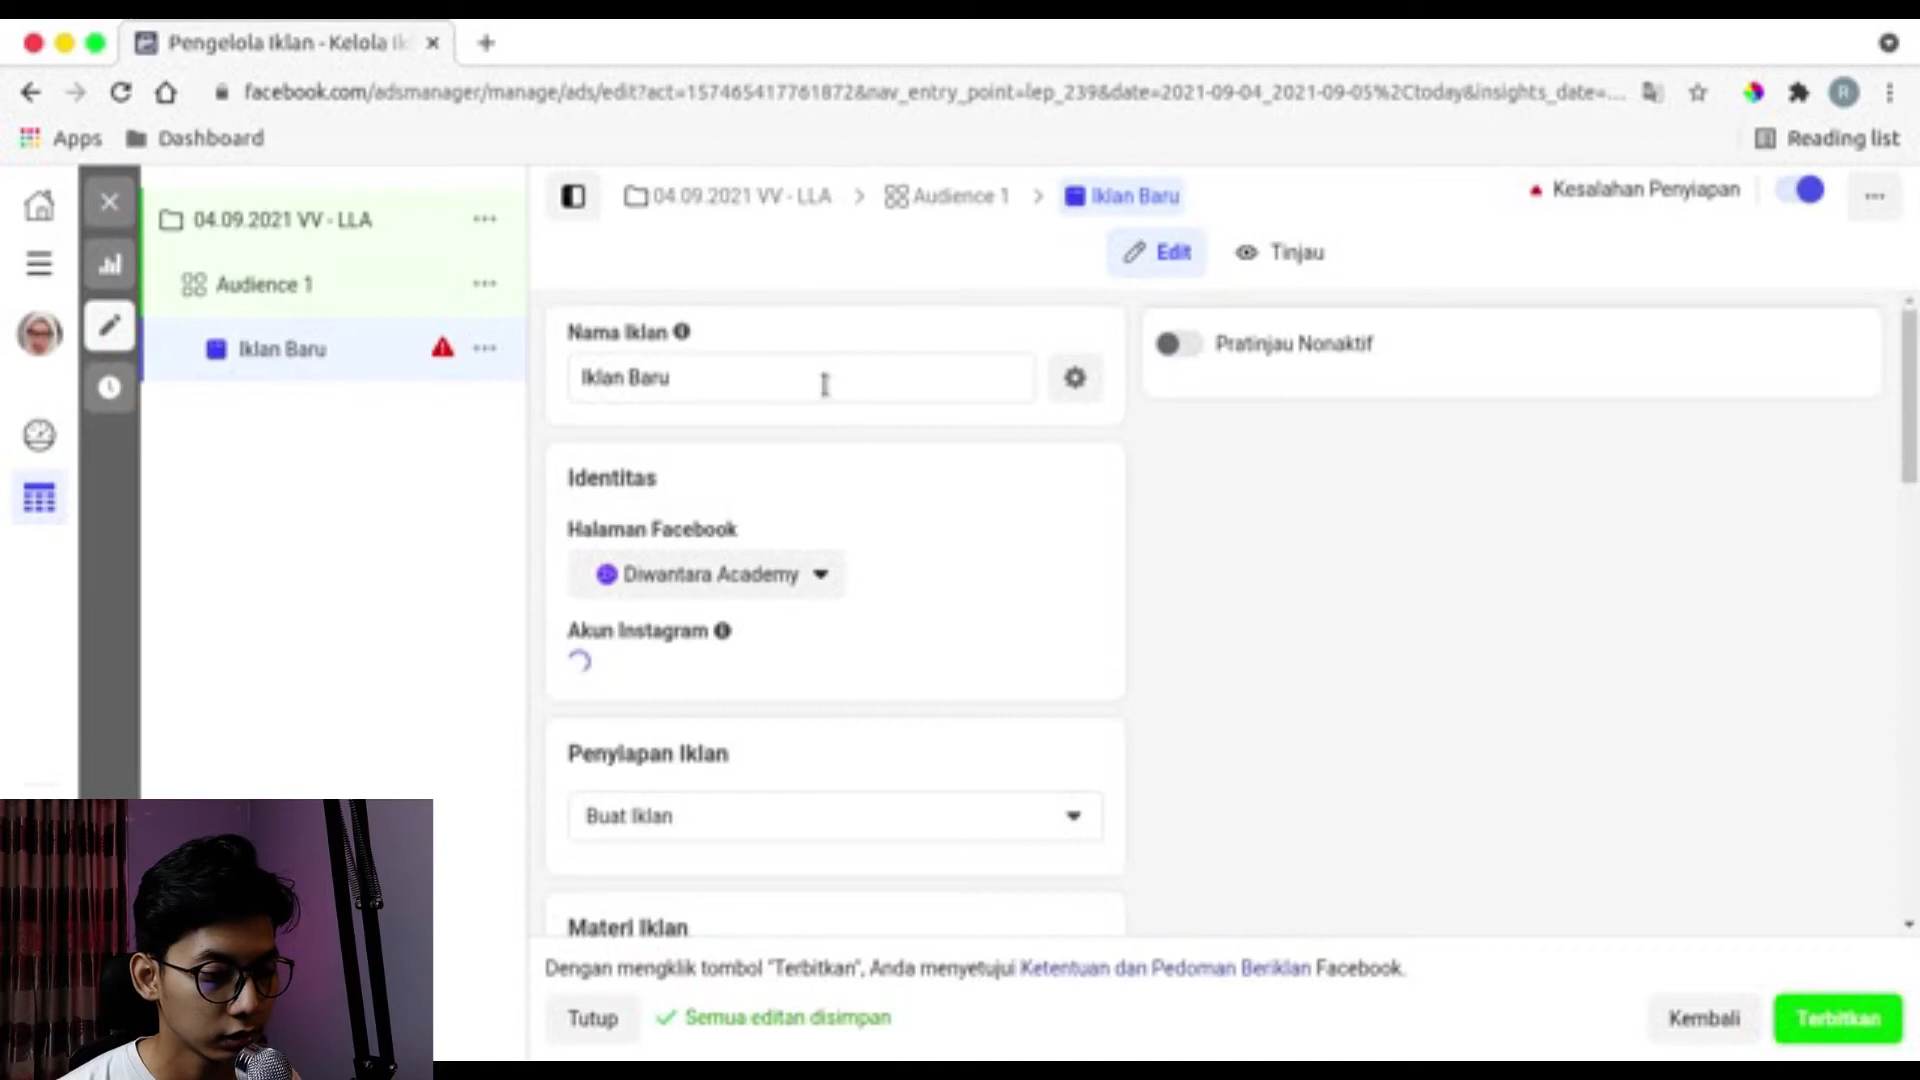 Pengelola Iklan - Kelola Ik
facebook.com/adsmanager/manage/ads/edit?act=157465417761872&nav_entry_point=lep_239&date=2021-09-04_2021-09-05%2Ctoday&insights_date=...
Apps
Dashboard
Reading list
04.09.2021 VV - LLA
Audience 1
Iklan Baru
04.09.2021 VV - LLA > Audience 1 > Iklan Baru
Kesalahan Penyiapan
Edit
Tinjau
Nama Iklan
Iklan Baru
Pratinjau Nonaktif
Identitas
Halaman Facebook
Diwantara Academy
Akun Instagram
Penyiapan Iklan
Buat Iklan
Materi Iklan
Dengan mengklik tombol "Terbitkan", Anda menyetujui Ketentuan dan Pedoman Beriklan Facebook.
Tutup
Semua editan disimpan
Kembali
Terbitkan
R